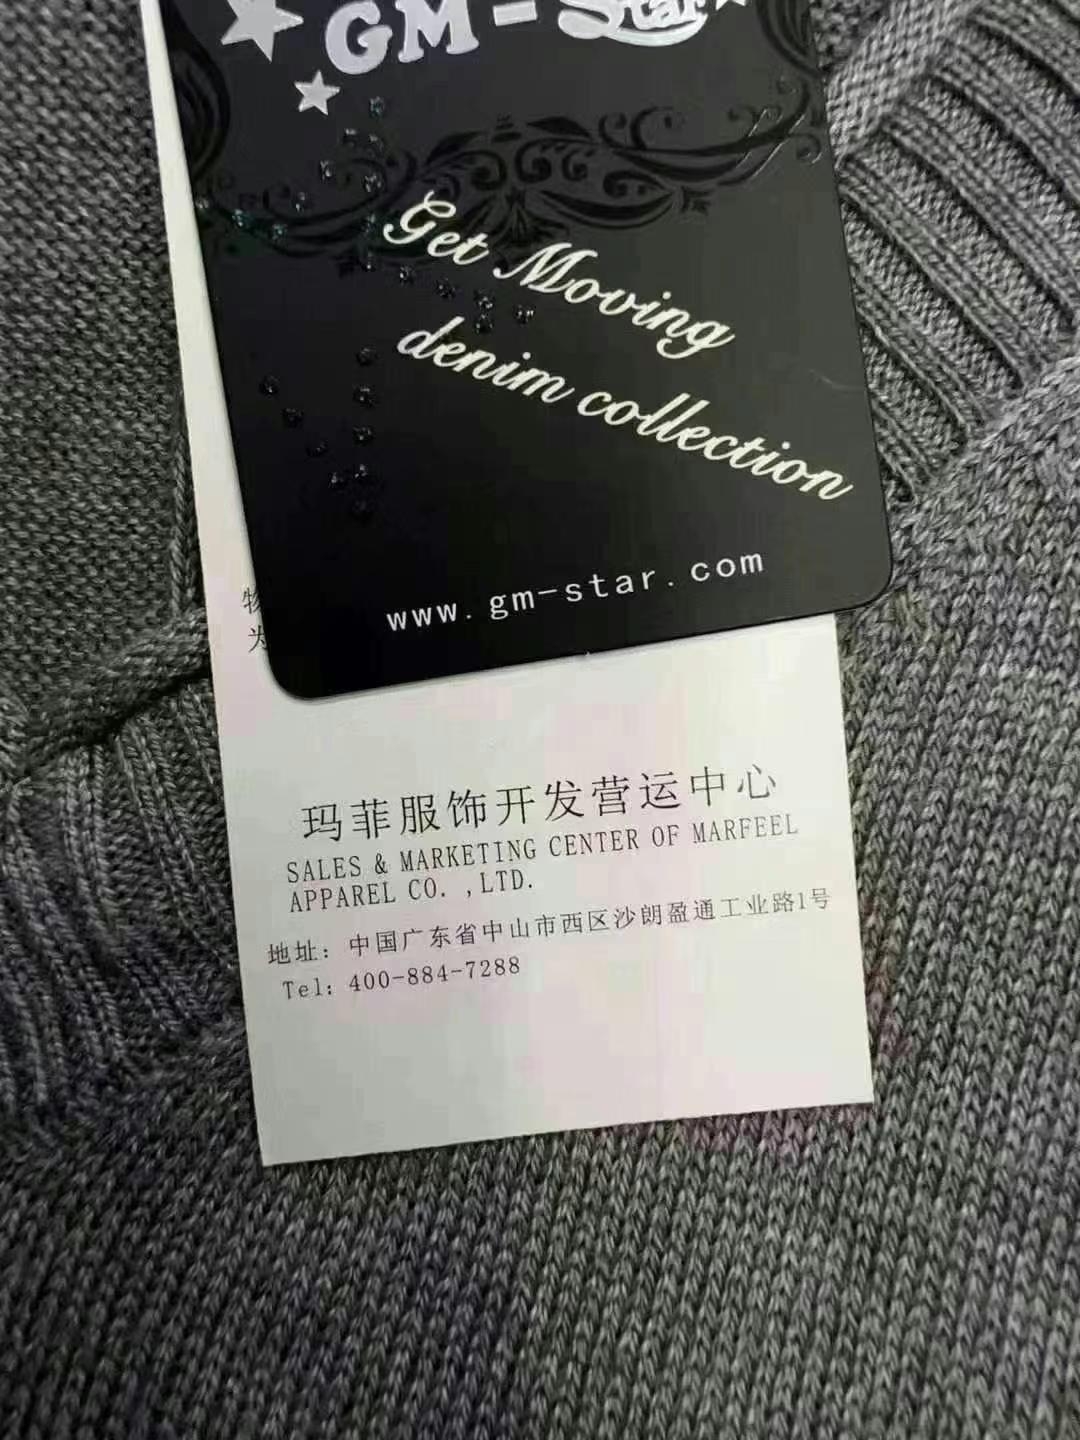 GM-Star
Get Moving
denim collection
www.gm-star.com
物
为
玛菲服饰开发营运中心
SALES & MARKETING CENTER OF MARFEEL
APPAREL CO. ,LTD.
地址：中国广东省中山市西区沙朗盈通工业路1号
Tel: 400-884-7288